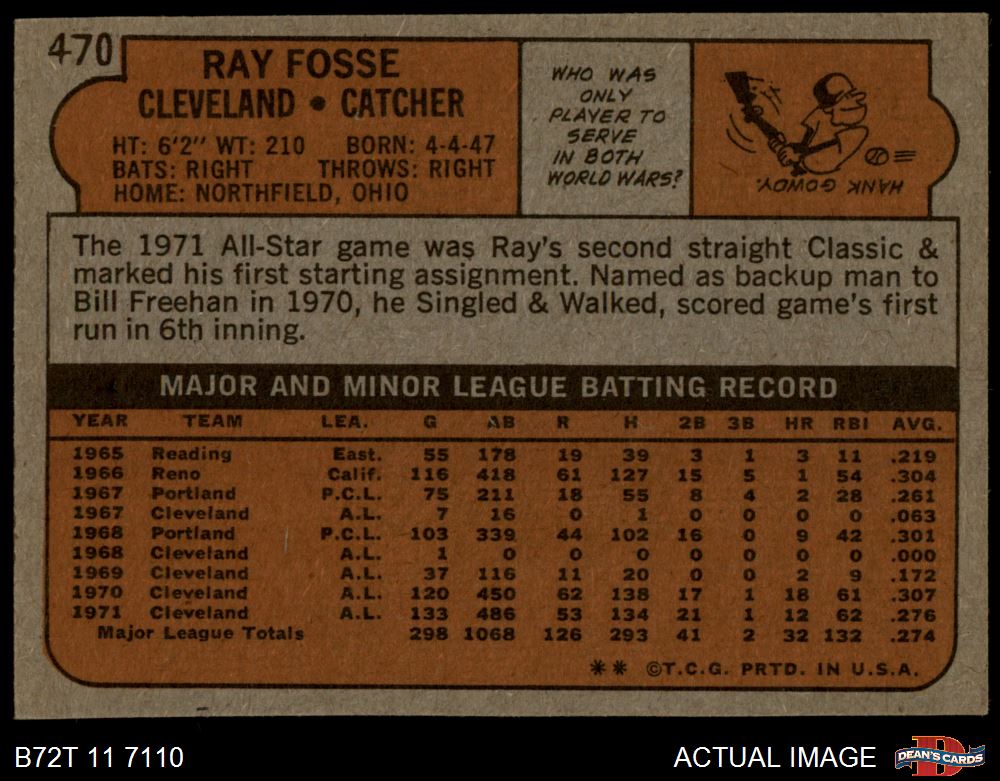 470
RAY FOSSE
CLEVELAND • CATCHER
HT: 6'2" WT: 210 BORN: 4-4-47
BATS: RIGHT THROWS: RIGHT
HOME: NORTHFIELD, OHIO
WHO WAS
ONLY
PLAYER TO
SERVE
IN BOTH
WORLD WARS?
HANK GOWDY.
The 1971 All-Star game was Ray's second straight Classic &
marked his first starting assignment. Named as backup man to
Bill Freehan in 1970, he Singled & Walked, scored game's first
run in 6th inning.
MAJOR AND MINOR LEAGUE BATTING RECORD
YEAR TEAM LEA. G AB R H 2B 3B HR RBI AVG.
1965 Reading East. 55 178 19 39 3 1 3 11 .219
1966 Reno Calif. 116 418 61 127 15 5 1 54 .304
1967 Portland P.C.L. 75 211 18 55 8 4 2 28 .261
1967 Cleveland A.L. 7 16 0 1 0 0 0 0 .063
1968 Portland P.C.L. 103 339 44 102 16 0 9 42 .301
1968 Cleveland A.L. 1 0 0 0 0 0 0 0 .000
1969 Cleveland A.L. 37 116 11 20 0 0 2 9 .172
1970 Cleveland A.L. 120 450 62 138 17 1 18 61 .307
1971 Cleveland A.L. 133 486 53 134 21 1 12 62 .276
Major League Totals 298 1068 126 293 41 2 32 132 .274
** ©T.C.G. PRTD. IN U.S.A.
B72T 11 7110
ACTUAL IMAGE
D
DEAN'S CARDS